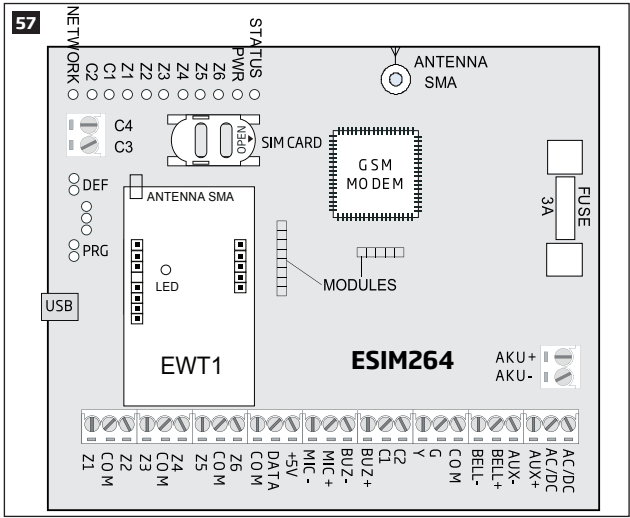 57
NETWORK
C2
C1
Z1
Z2
Z3
Z4
Z5
Z6
PWR
STATUS
ANTENNA
SMA
C4
C3
OPEN
SIM CARD
GSM
MODEM
FUSE
3A
DEF
ANTENNA SMA
PRG
LED
MODULES
USB
EWT1
ESIM264
AKU+
AKU-
Z1
COM
Z2
Z3
COM
Z4
Z5
COM
Z6
COM
DATA
+5V
MIC -
MIC +
BUZ-
BUZ+
C1
C2
Y
G
COM
BELL-
BELL+
AUX-
AUX+
AC/DC
AC/DC